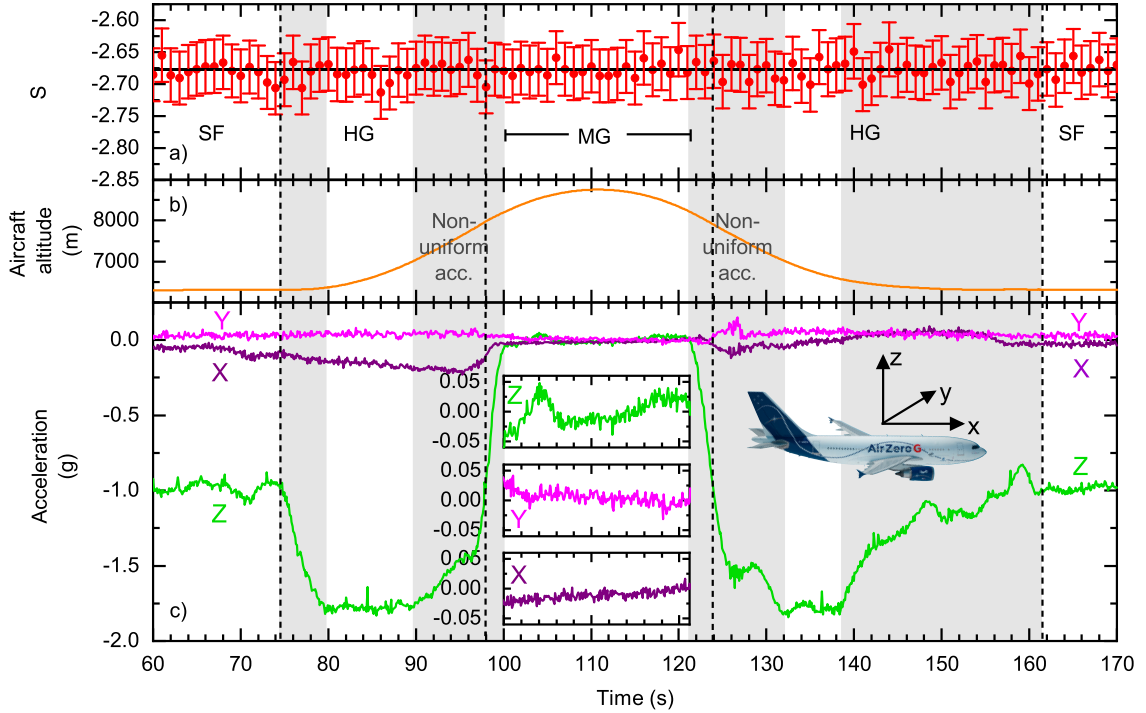 -2.60
-2.65
-2.70
-2.75
-2.80
-2.85
S
SF
HG
MG
HG
SF
a)
b)
8000
7000
Aircraft
altitude
(m)
Non-
uniform
acc.
Non-
uniform
acc.
0.0
-0.5
-1.0
-1.5
-2.0
Acceleration
(g)
Y
X
Z
0.05
0.00
-0.05
Z
0.05
0.00
-0.05
Y
0.05
0.00
-0.05
X
z
y
x
AirZeroG
Y
X
Z
c)
60
70
80
90
100
110
120
130
140
150
160
170
Time (s)